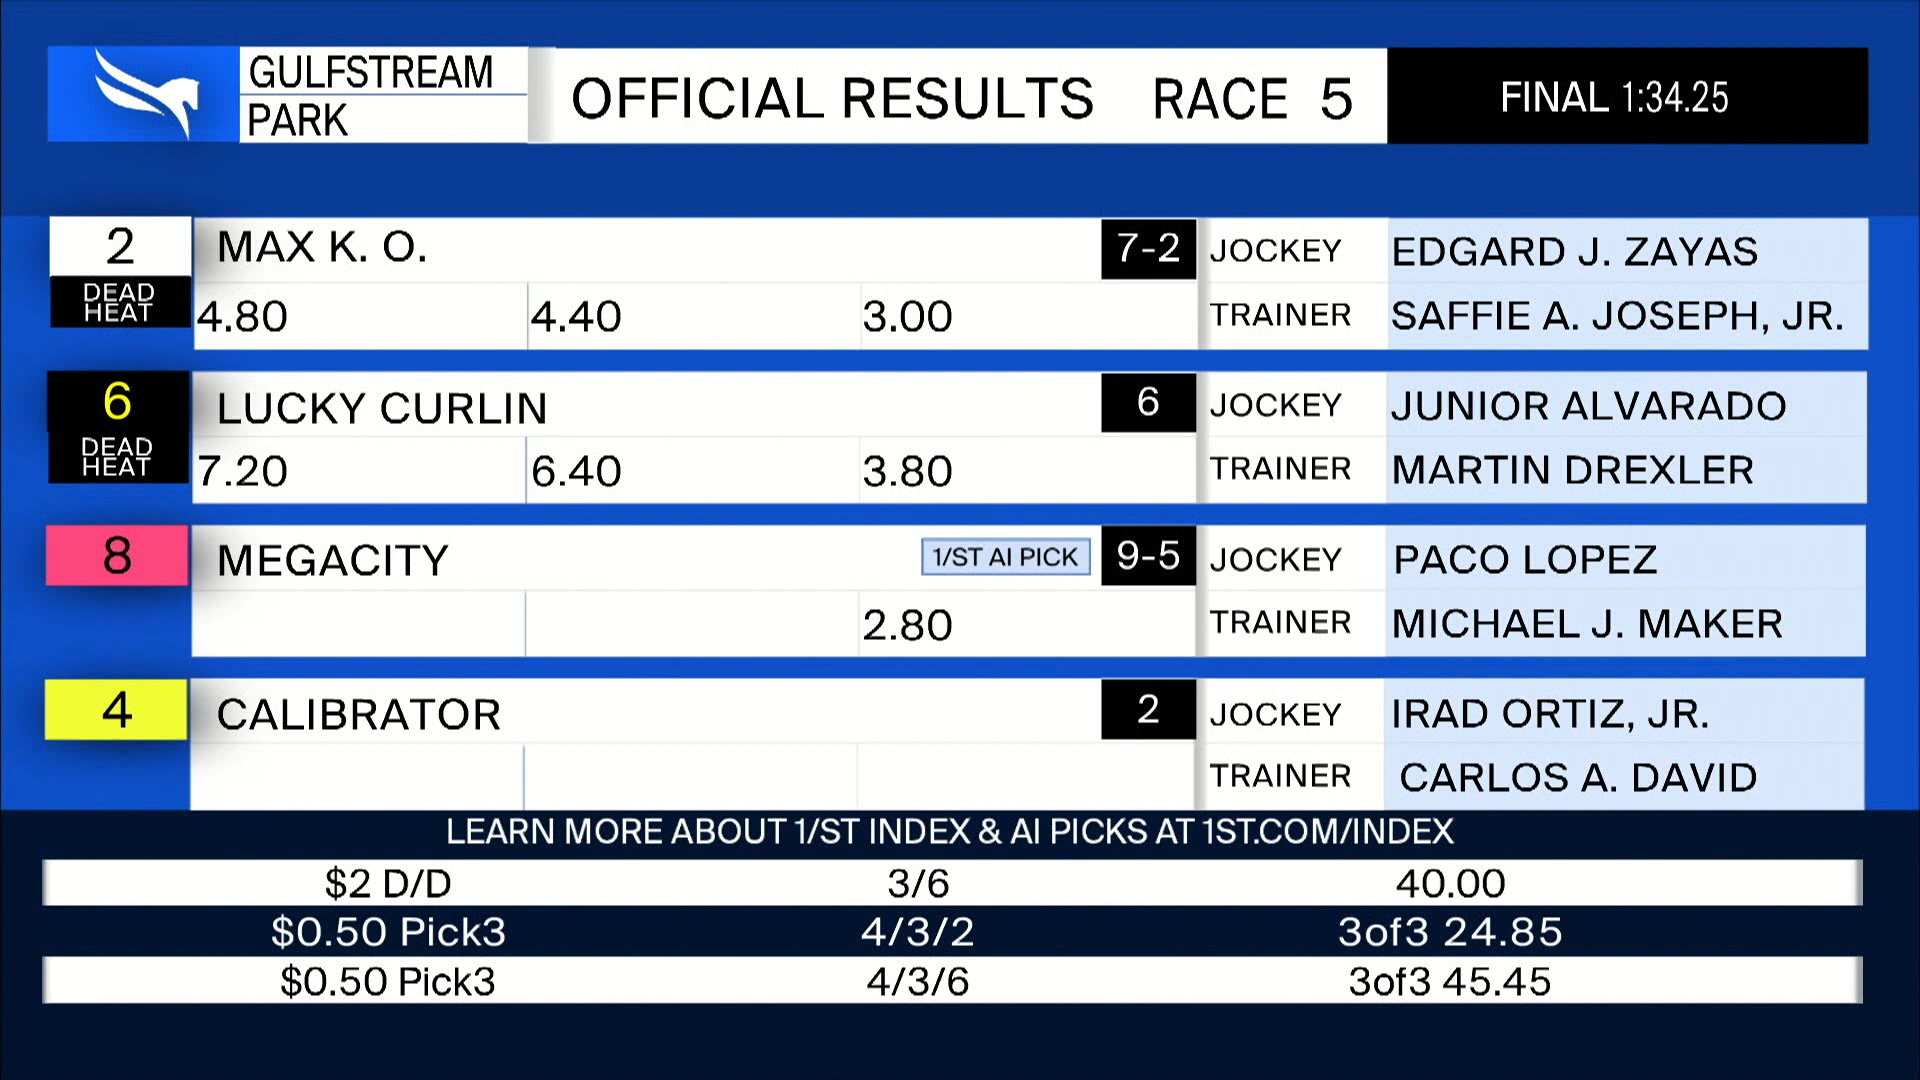 GULFSTREAM
PARK
OFFICIAL RESULTS RACE 5
FINAL 1:34.25
2
DEAD
HEAT
MAX K. O.
7-2
JOCKEY
EDGARD J. ZAYAS
4.80
4.40
3.00
TRAINER
SAFFIE A. JOSEPH, JR.
6
DEAD
HEAT
LUCKY CURLIN
6
JOCKEY
JUNIOR ALVARADO
7.20
6.40
3.80
TRAINER
MARTIN DREXLER
8
MEGACITY
1/ST AI PICK
9-5
JOCKEY
PACO LOPEZ
2.80
TRAINER
MICHAEL J. MAKER
4
CALIBRATOR
2
JOCKEY
IRAD ORTIZ, JR.
TRAINER
CARLOS A. DAVID
LEARN MORE ABOUT 1/ST INDEX & AI PICKS AT 1ST.COM/INDEX
$2 D/D 3/6 40.00
$0.50 Pick3 4/3/2 3of3 24.85
$0.50 Pick3 4/3/6 3of3 45.45